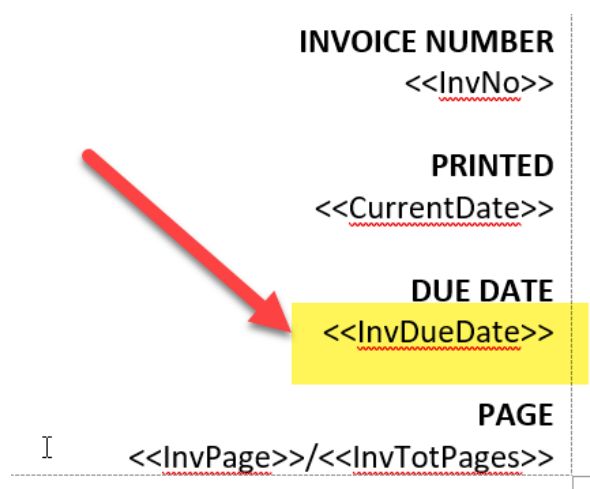 INVOICE NUMBER
<<InvNo>>
PRINTED
<<CurrentDate>>
DUE DATE
<<InvDueDate>>
PAGE
<<InvPage>>/<<InvTotPages>>